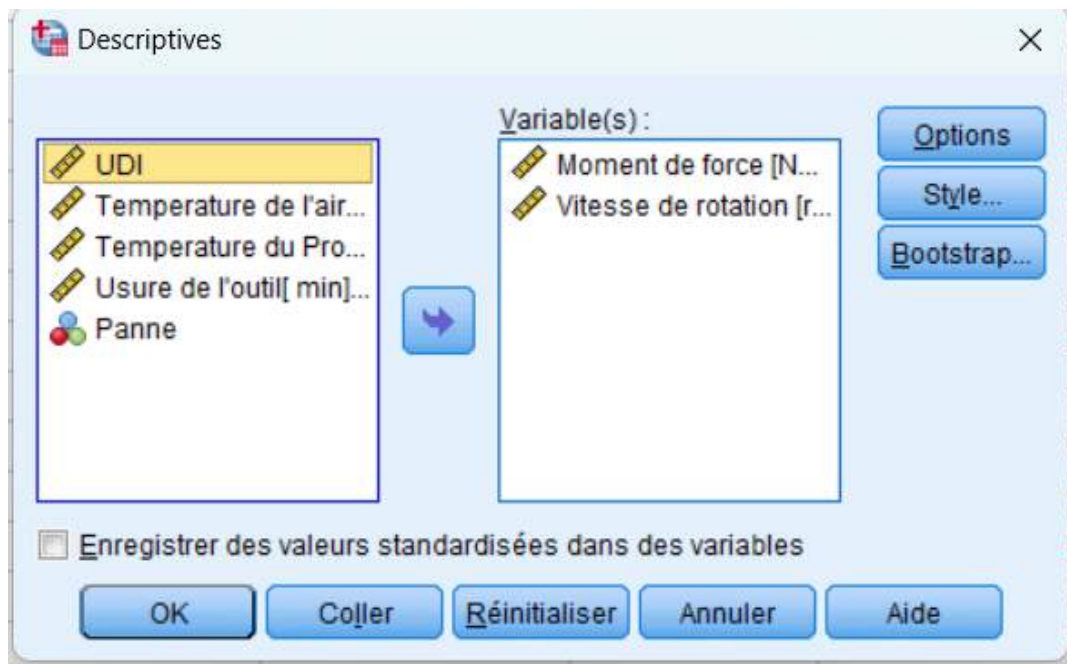 Descriptives
UDI
Temperature de l'air...
Temperature du Pro...
Usure de l'outil[ min]...
Panne
Variable(s) :
Moment de force [N...
Vitesse de rotation [r...
Options
Style...
Bootstrap...
Enregistrer des valeurs standardisées dans des variables
OK
Coller
Réinitialiser
Annuler
Aide